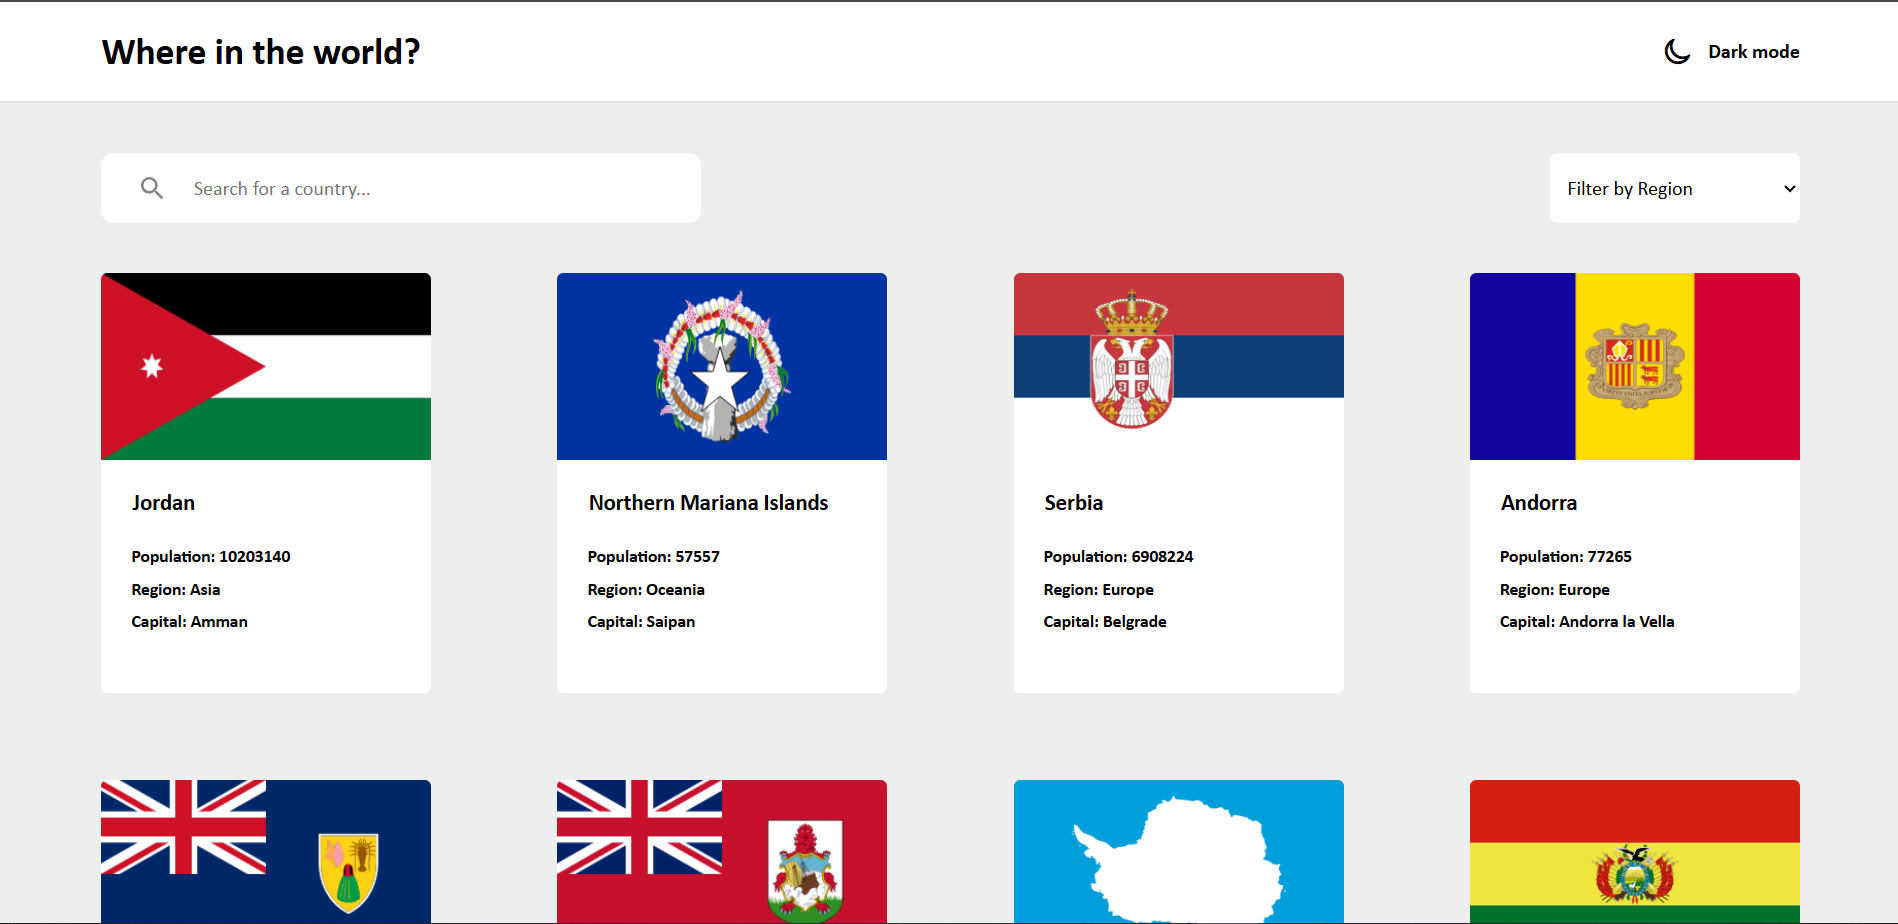 Where in the world?
Dark mode
Search for a country...
Filter by Region
Jordan
Population: 10203140
Region: Asia
Capital: Amman
Northern Mariana Islands
Population: 57557
Region: Oceania
Capital: Saipan
Serbia
Population: 6908224
Region: Europe
Capital: Belgrade
Andorra
Population: 77265
Region: Europe
Capital: Andorra la Vella